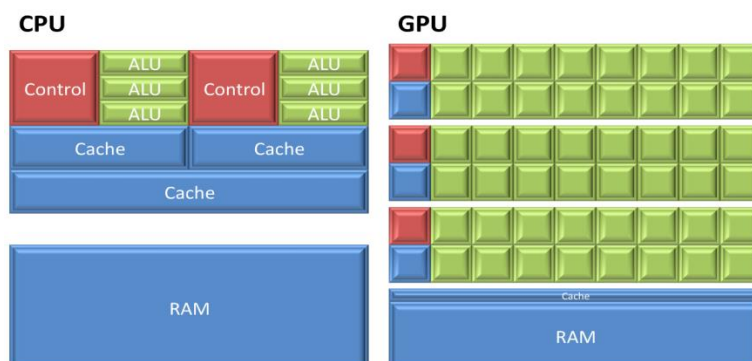 CPU
GPU
Control
ALU
ALU
ALU
Control
ALU
ALU
ALU
Cache
Cache
Cache
RAM
Cache
RAM